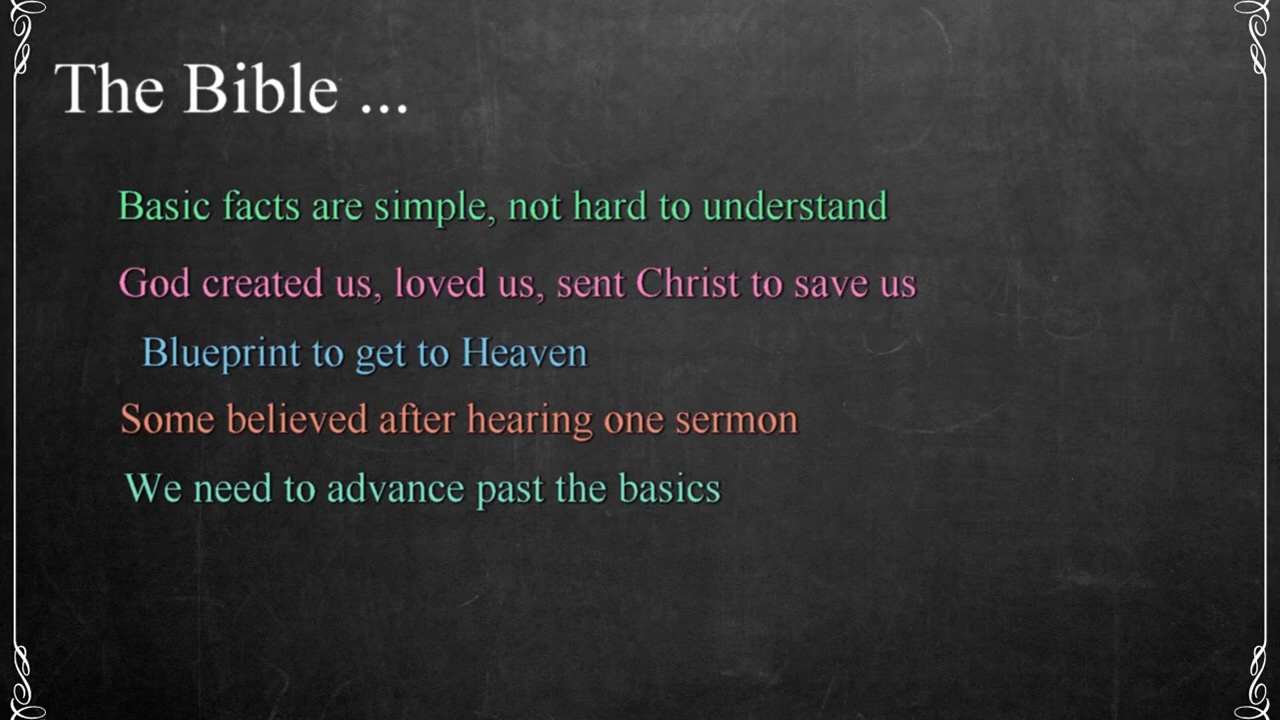 The Bible ...
Basic facts are simple, not hard to understand
God created us, loved us, sent Christ to save us
Blueprint to get to Heaven
Some believed after hearing one sermon
We need to advance past the basics